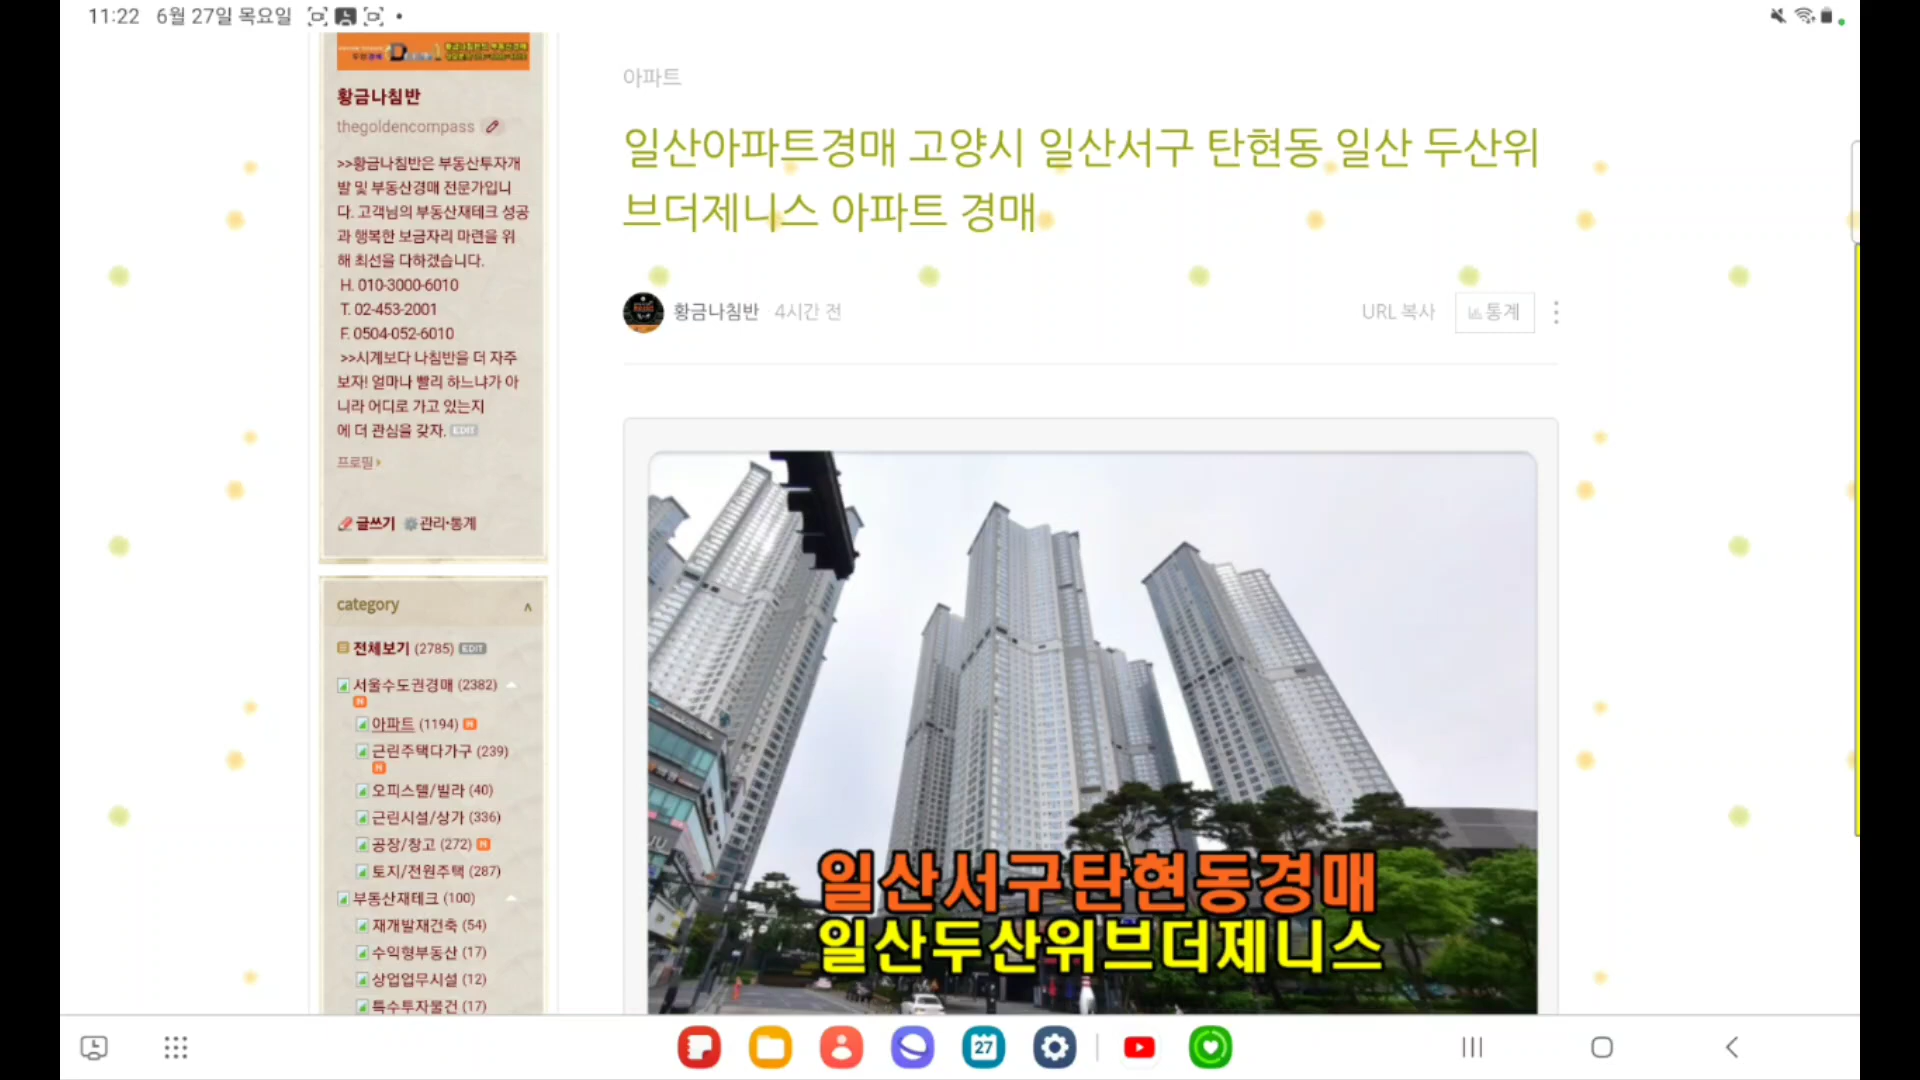 11:22 6월 27일 목요일
황금나침반
thegoldencompass
>>황금나침반은 부동산투자개
발 및 부동산경매 전문가입니
다. 고객님의 부동산재테크 성공
과 행복한 보금자리 마련을 위
해 최선을 다하겠습니다.
H. 010-3000-6010
T. 02-453-2001
F. 0504-052-6010
>>시계보다 나침반을 더 자주
보자! 얼마나 빨리 하느냐가 아
니라 어디로 가고 있는지
에 더 관심을 갖자. EDIT
프로필
글쓰기 관리·통계
category
전체보기 (2785) EDIT
서울수도권경매 (2382)
N
아파트 (1194) N
근린주택다가구 (239)
N
오피스텔/빌라 (40)
근린시설/상가 (336)
공장/창고 (272) N
토지/전원주택 (287)
부동산재테크 (100)
재개발재건축 (54)
수익형부동산 (17)
상업업무시설 (12)
특수투자물건 (17)
아파트
일산아파트경매 고양시 일산서구 탄현동 일산 두산위
브더제니스 아파트 경매
황금나침반 4시간 전
URL 복사 통계
일산서구탄현동경매
일산두산위브더제니스
27